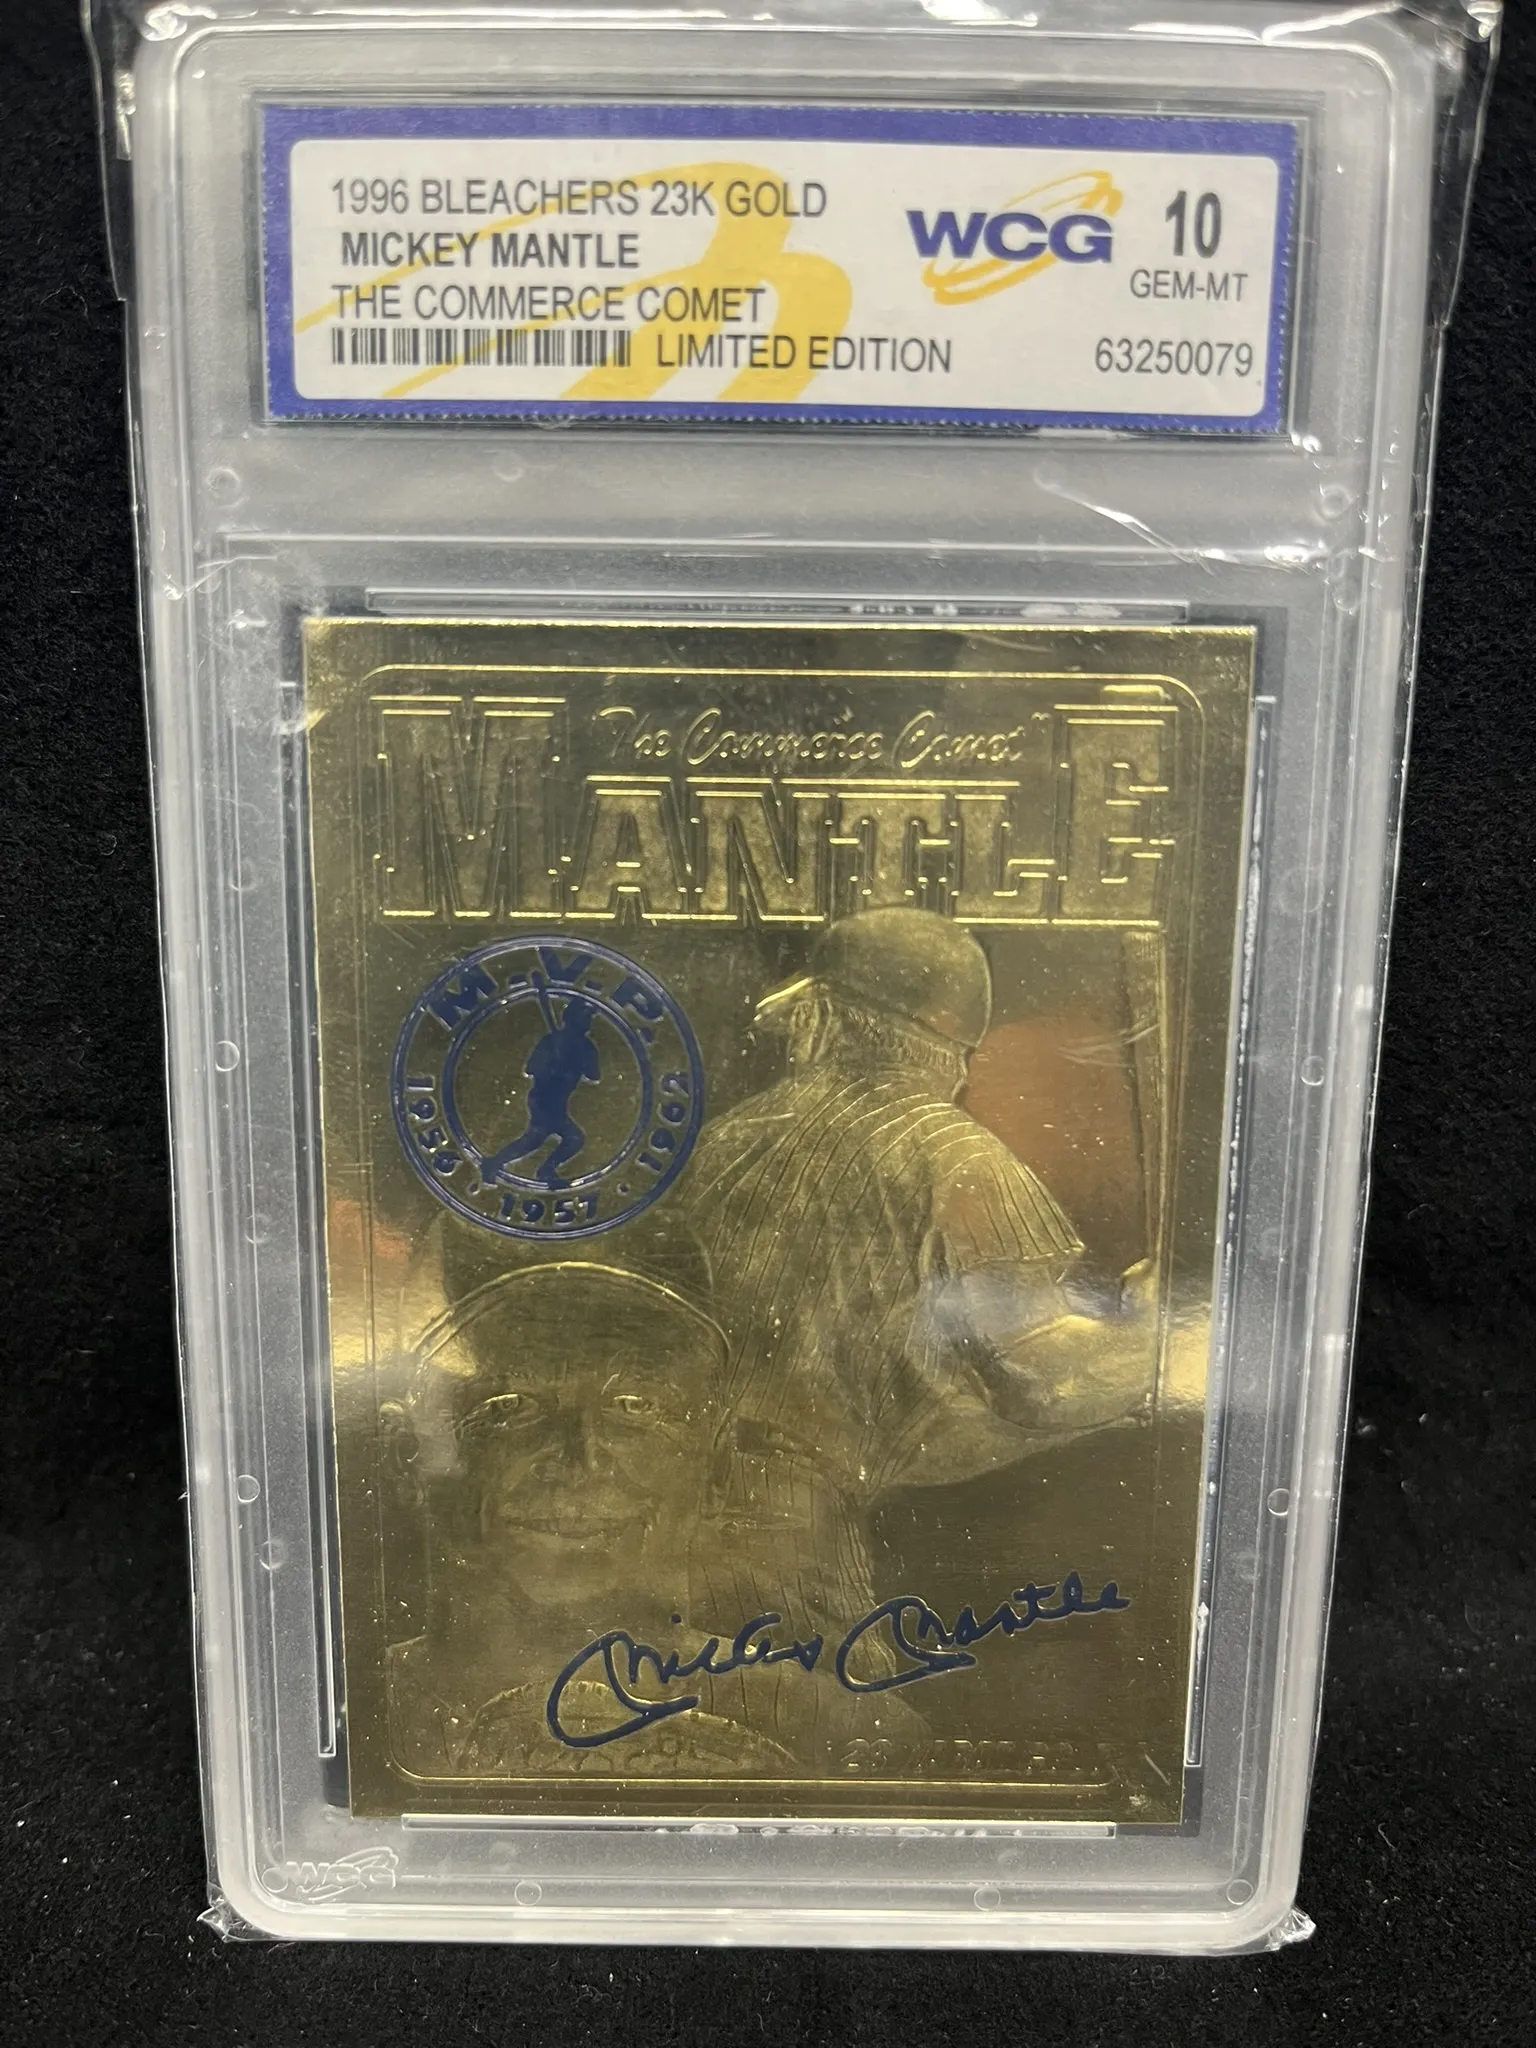 1996 BLEACHERS 23K GOLD
MICKEY MANTLE
THE COMMERCE COMET
LIMITED EDITION
WCG
10
GEM-MT
63250079
The Commerce Comet
MANTLE
M.V.P.
1956 · 1957 · 1962
Mickey Mantle
WCG